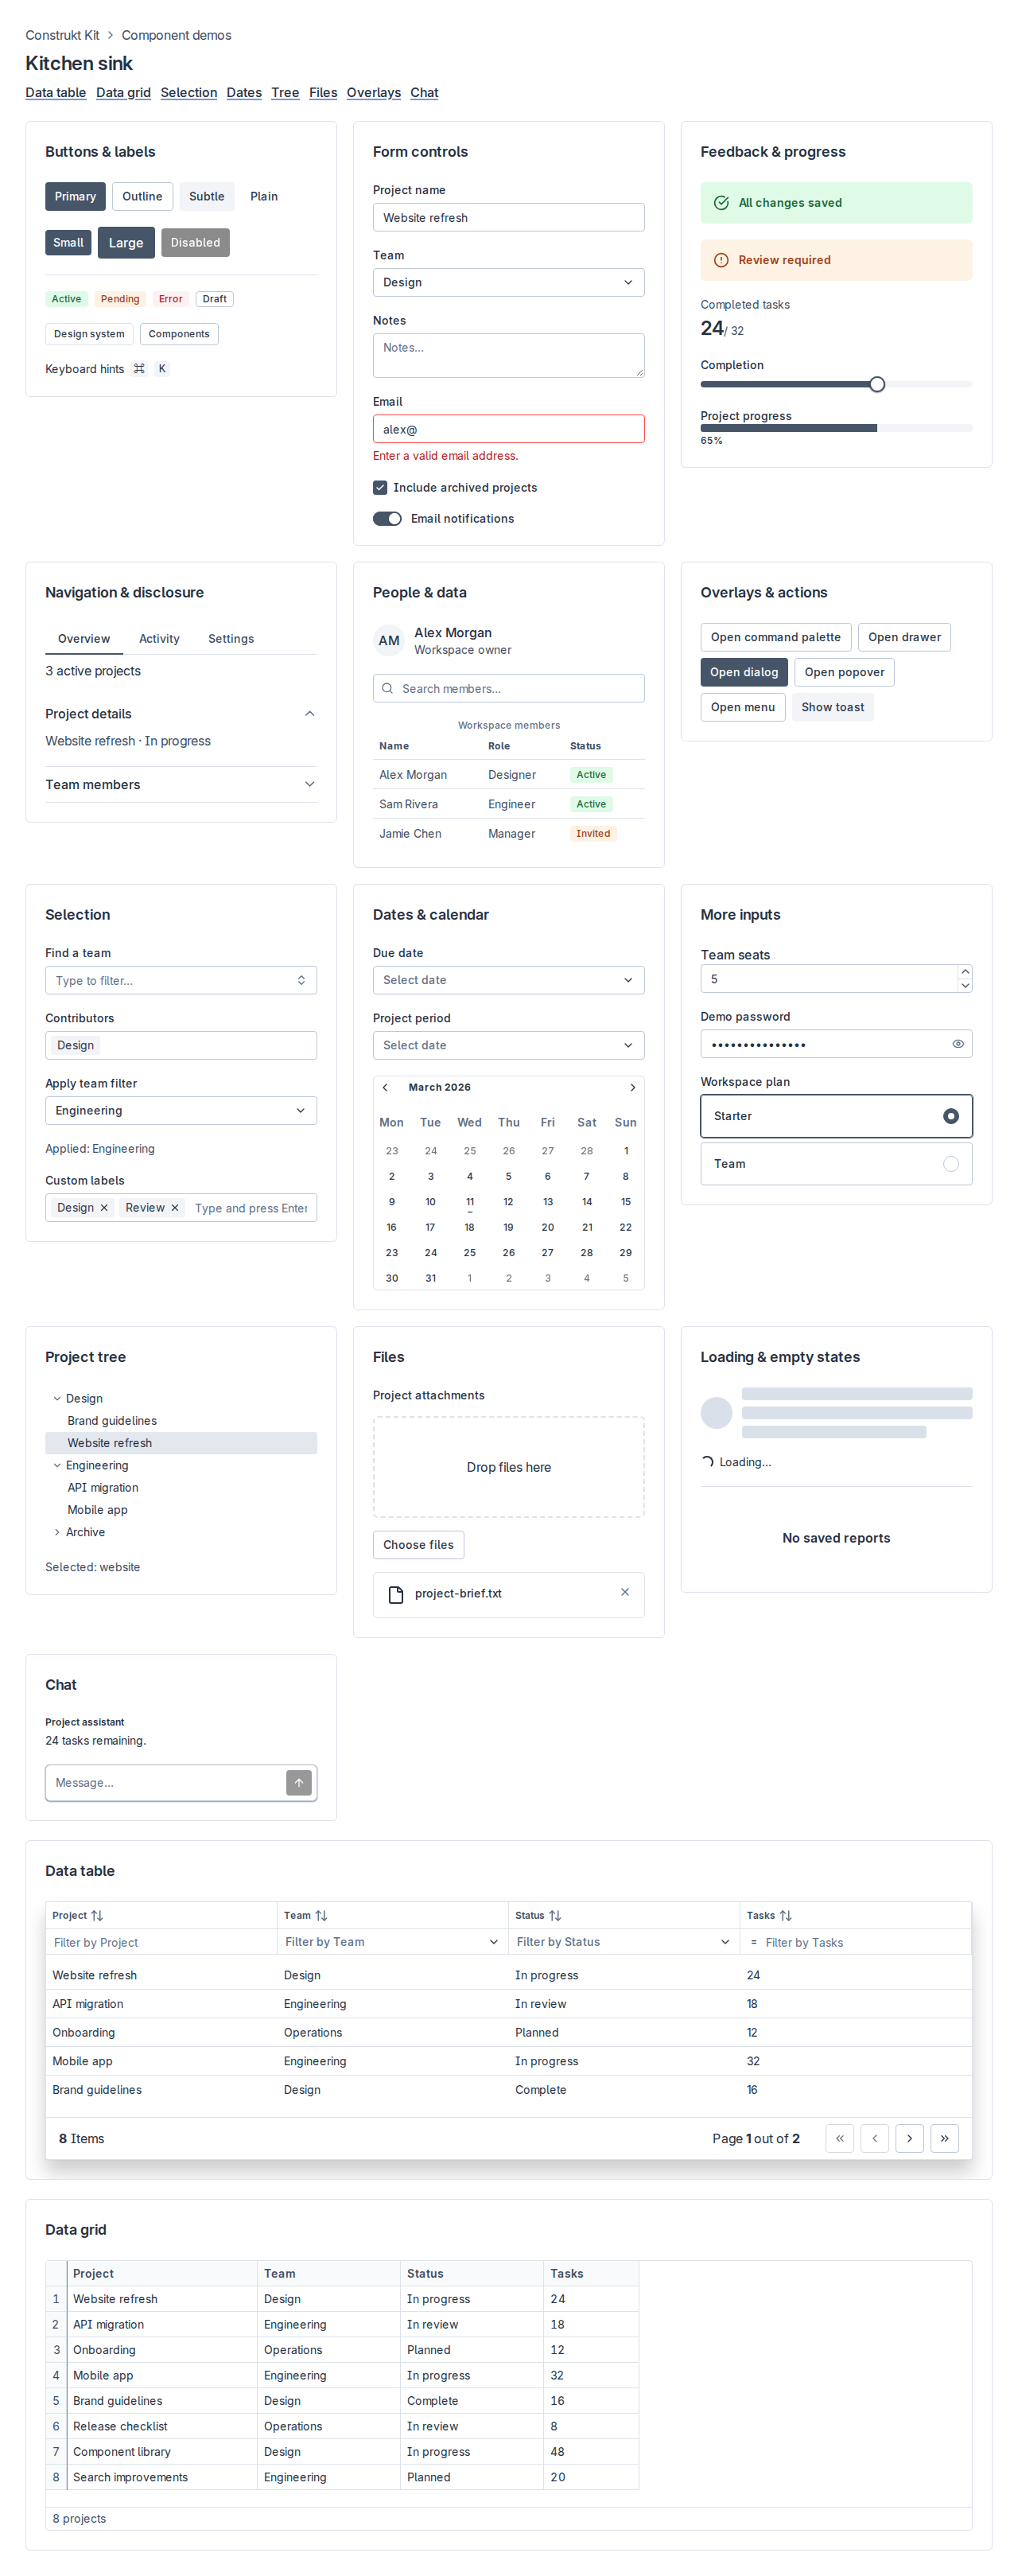 Construkt Kit > Component demos
Kitchen sink
Data table Data grid Selection Dates Tree Files Overlays Chat
Buttons & labels
Primary Outline Subtle Plain
Small Large Disabled
Active Pending Error Draft
Design system Components
Keyboard hints ⌘ K
Form controls
Project name
Website refresh
Team
Design
Notes
Notes...
Email
alex@
Enter a valid email address.
Include archived projects
Email notifications
Feedback & progress
All changes saved
Review required
Completed tasks
24/ 32
Completion
Project progress
65%
Navigation & disclosure
Overview Activity Settings
3 active projects
Project details
Website refresh · In progress
Team members
People & data
AM
Alex Morgan
Workspace owner
Search members...
Workspace members
Name Role Status
Alex Morgan Designer Active
Sam Rivera Engineer Active
Jamie Chen Manager Invited
Overlays & actions
Open command palette Open drawer
Open dialog Open popover
Open menu Show toast
Selection
Find a team
Type to filter...
Contributors
Design
Apply team filter
Engineering
Applied: Engineering
Custom labels
Design Review Type and press Enter
Dates & calendar
Due date
Select date
Project period
Select date
March 2026
Mon Tue Wed Thu Fri Sat Sun
23 24 25 26 27 28 1
2 3 4 5 6 7 8
9 10 11 12 13 14 15
16 17 18 19 20 21 22
23 24 25 26 27 28 29
30 31 1 2 3 4 5
More inputs
Team seats
5
Demo password
•••••••••••••••
Workspace plan
Starter
Team
Project tree
Design
Brand guidelines
Website refresh
Engineering
API migration
Mobile app
Archive
Selected: website
Files
Project attachments
Drop files here
Choose files
project-brief.txt
Loading & empty states
Loading...
No saved reports
Chat
Project assistant
24 tasks remaining.
Message...
Data table
Project Team Status Tasks
Filter by Project Filter by Team Filter by Status = Filter by Tasks
Website refresh Design In progress 24
API migration Engineering In review 18
Onboarding Operations Planned 12
Mobile app Engineering In progress 32
Brand guidelines Design Complete 16
8 Items Page 1 out of 2
Data grid
Project Team Status Tasks
1 Website refresh Design In progress 24
2 API migration Engineering In review 18
3 Onboarding Operations Planned 12
4 Mobile app Engineering In progress 32
5 Brand guidelines Design Complete 16
6 Release checklist Operations In review 8
7 Component library Design In progress 48
8 Search improvements Engineering Planned 20
8 projects